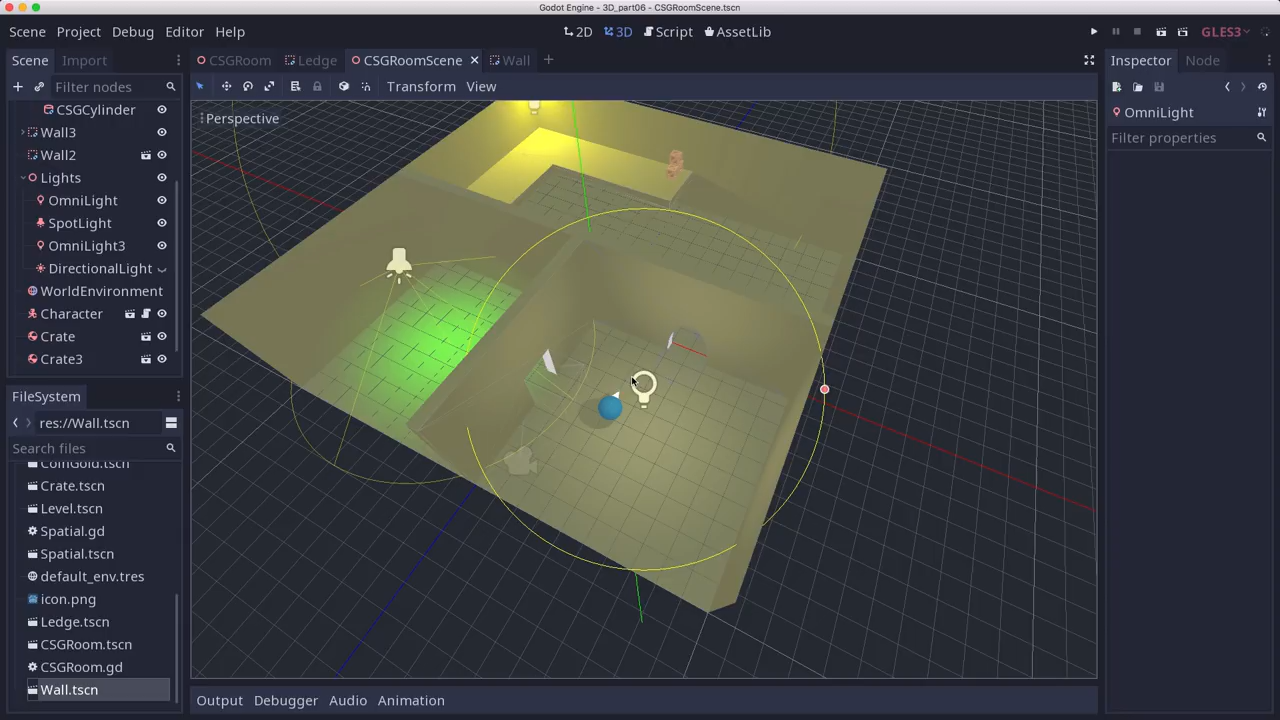 Godot Engine - 3D_part06 - CSGRoomScene.tscn
Scene Project Debug Editor Help
2D 3D Script AssetLib
GLES3
Scene Import
CSGRoom Ledge CSGRoomScene Wall
Inspector Node
Filter nodes
Transform View
CSGCylinder
OmniLight
Perspective
Filter properties
Wall3
Wall2
Lights
OmniLight
SpotLight
OmniLight3
DirectionalLight
WorldEnvironment
Character
Crate
Crate3
FileSystem
res://Wall.tscn
Search files
CoinGold.tscn
Crate.tscn
Level.tscn
Spatial.gd
Spatial.tscn
default_env.tres
icon.png
Ledge.tscn
CSGRoom.tscn
CSGRoom.gd
Wall.tscn
Output Debugger Audio Animation